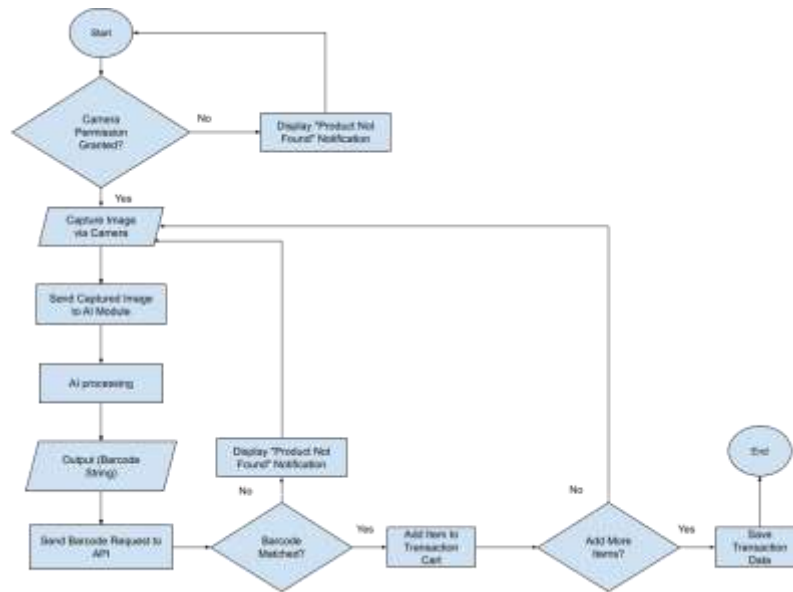 Start
Camera
Permission
Granted?
No
Display "Product Not
Found" Notification
Yes
Capture Image
via Camera
Send Captured Image
to AI Module
AI processing
Output (Barcode
String)
Send Barcode Request to
API
Display "Product Not
Found" Notification
No
Barcode
Matched?
Yes
Add Item to
Transaction
Cart
No
Add More
Items?
Yes
Save
Transaction
Data
End